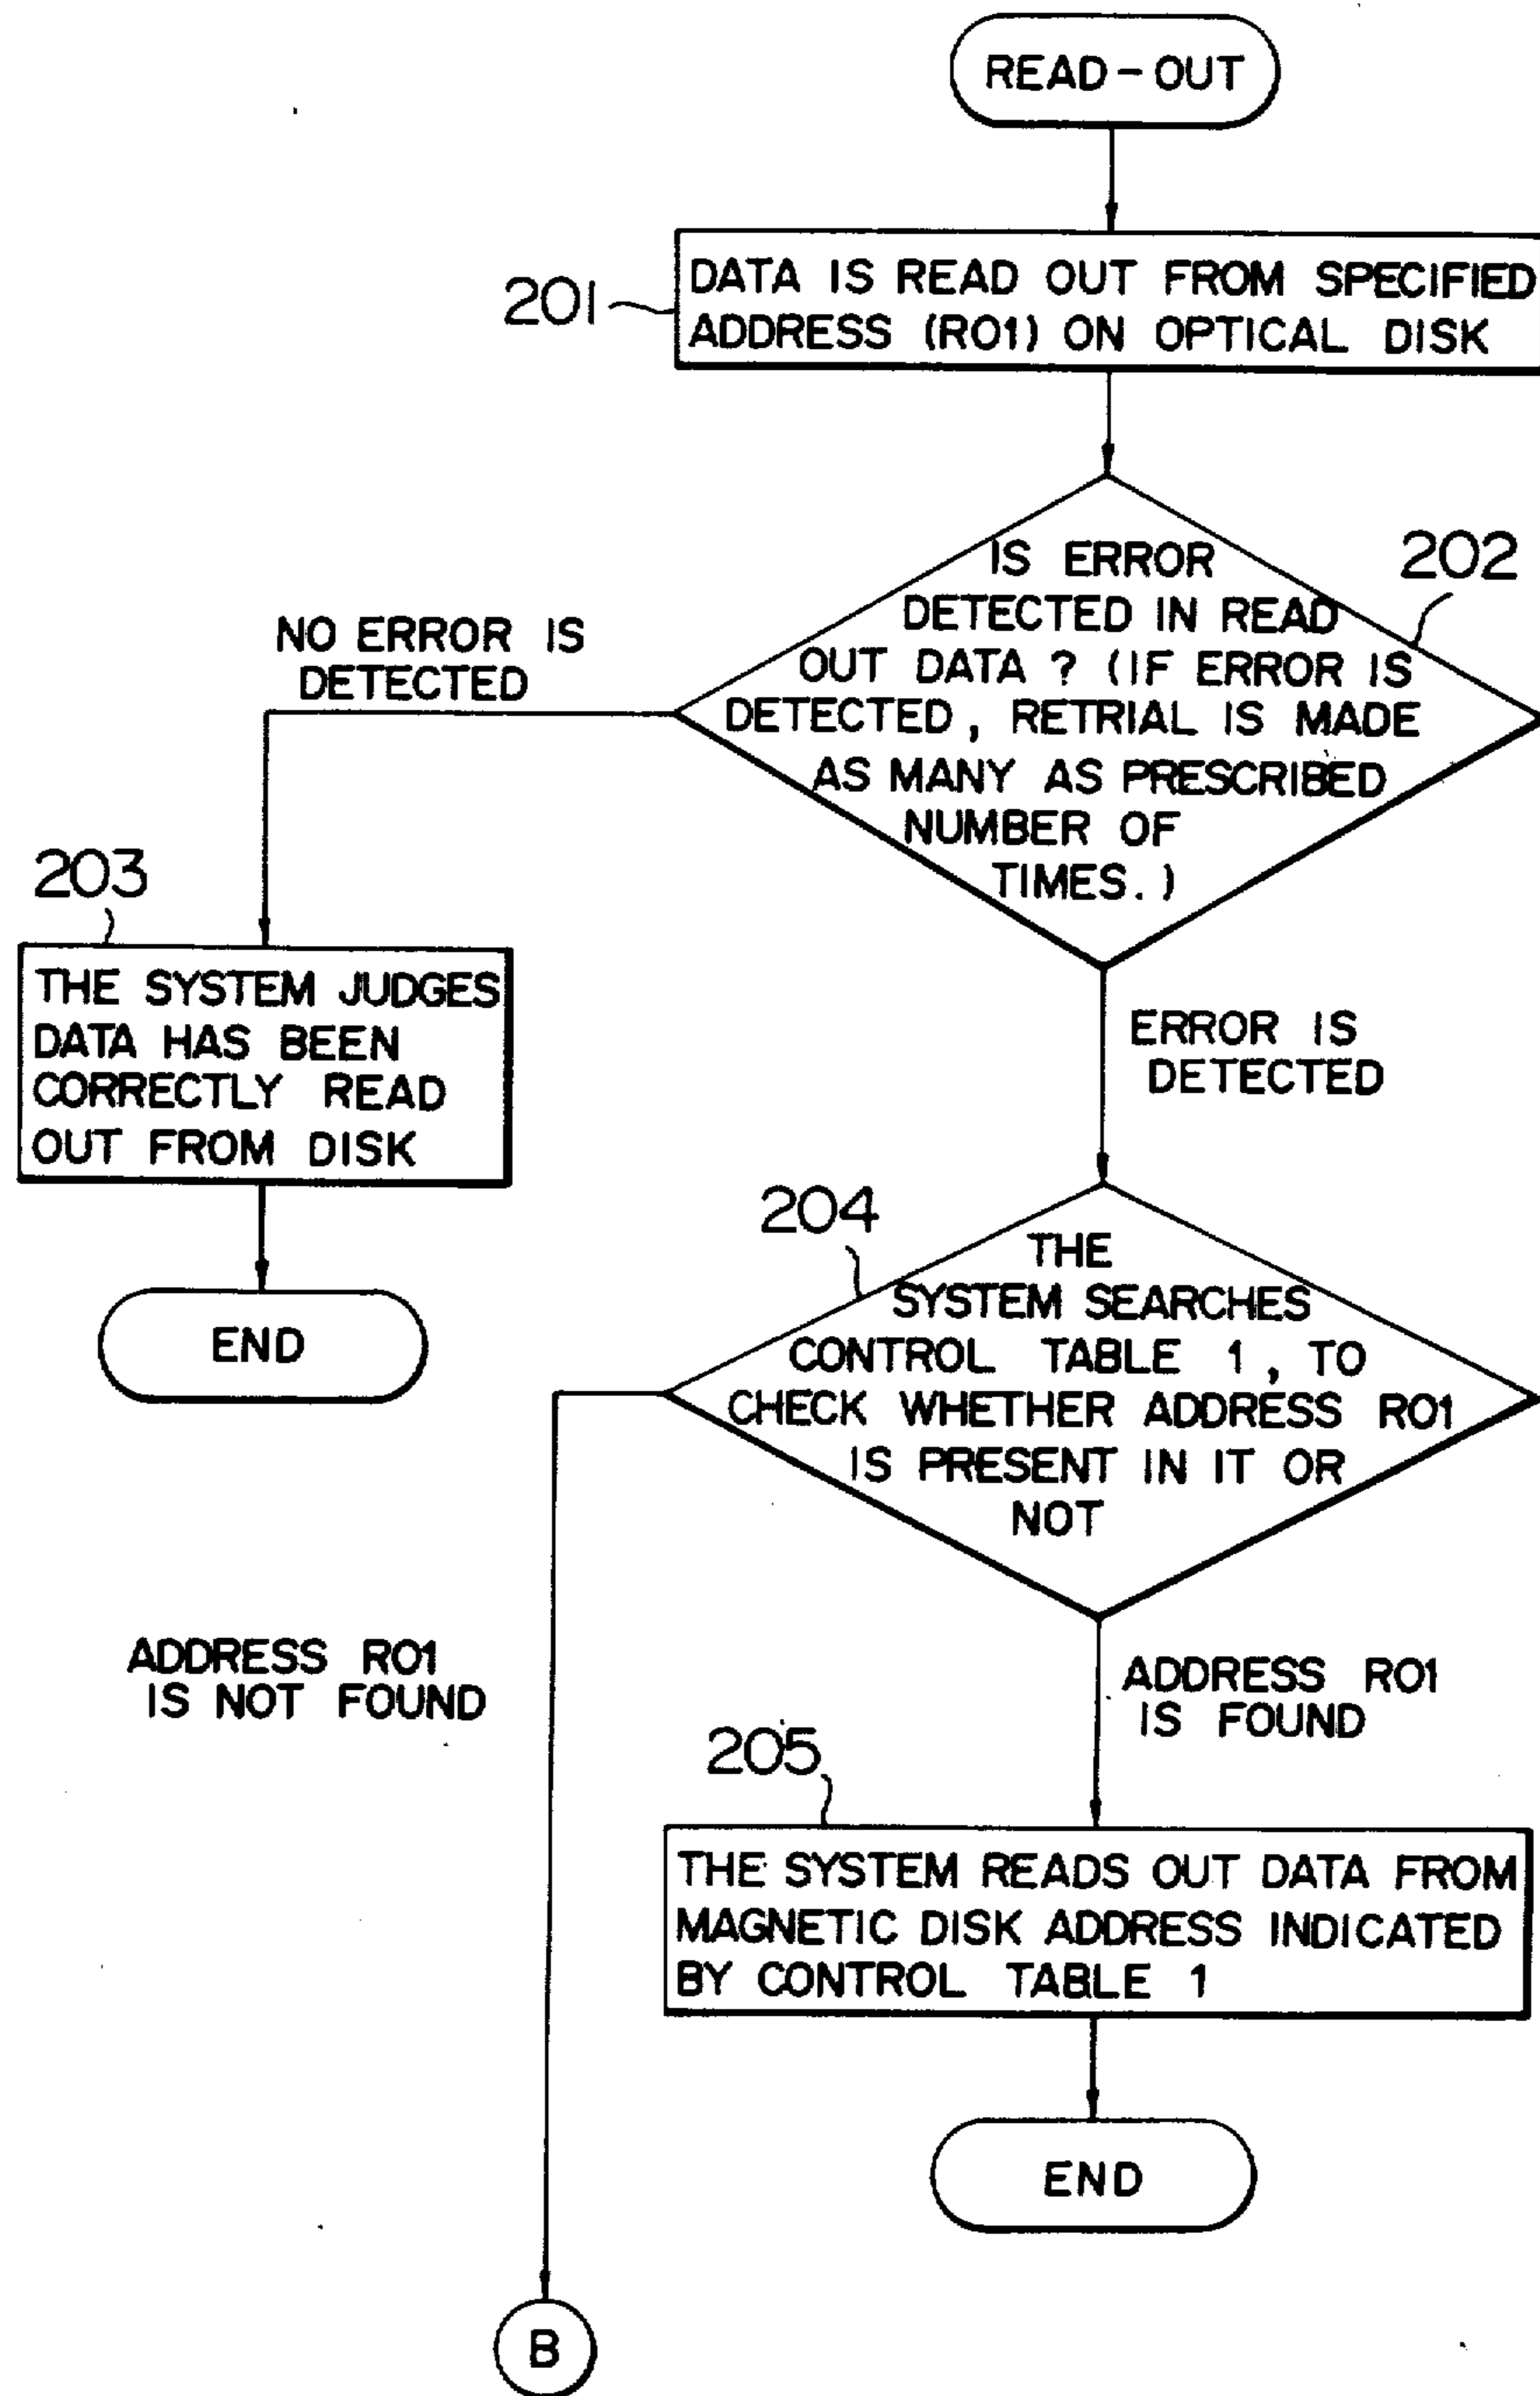 READ-OUT
201
DATA IS READ OUT FROM SPECIFIED
ADDRESS (R01) ON OPTICAL DISK
202
IS ERROR
DETECTED IN READ
OUT DATA ? (IF ERROR IS
DETECTED, RETRIAL IS MADE
AS MANY AS PRESCRIBED
NUMBER OF
TIMES.)
NO ERROR IS
DETECTED
203
THE SYSTEM JUDGES
DATA HAS BEEN
CORRECTLY READ
OUT FROM DISK
END
ERROR IS
DETECTED
204
THE
SYSTEM SEARCHES
CONTROL TABLE 1, TO
CHECK WHETHER ADDRESS R01
IS PRESENT IN IT OR
NOT
ADDRESS R01
IS NOT FOUND
ADDRESS R01
IS FOUND
205
THE SYSTEM READS OUT DATA FROM
MAGNETIC DISK ADDRESS INDICATED
BY CONTROL TABLE 1
END
B